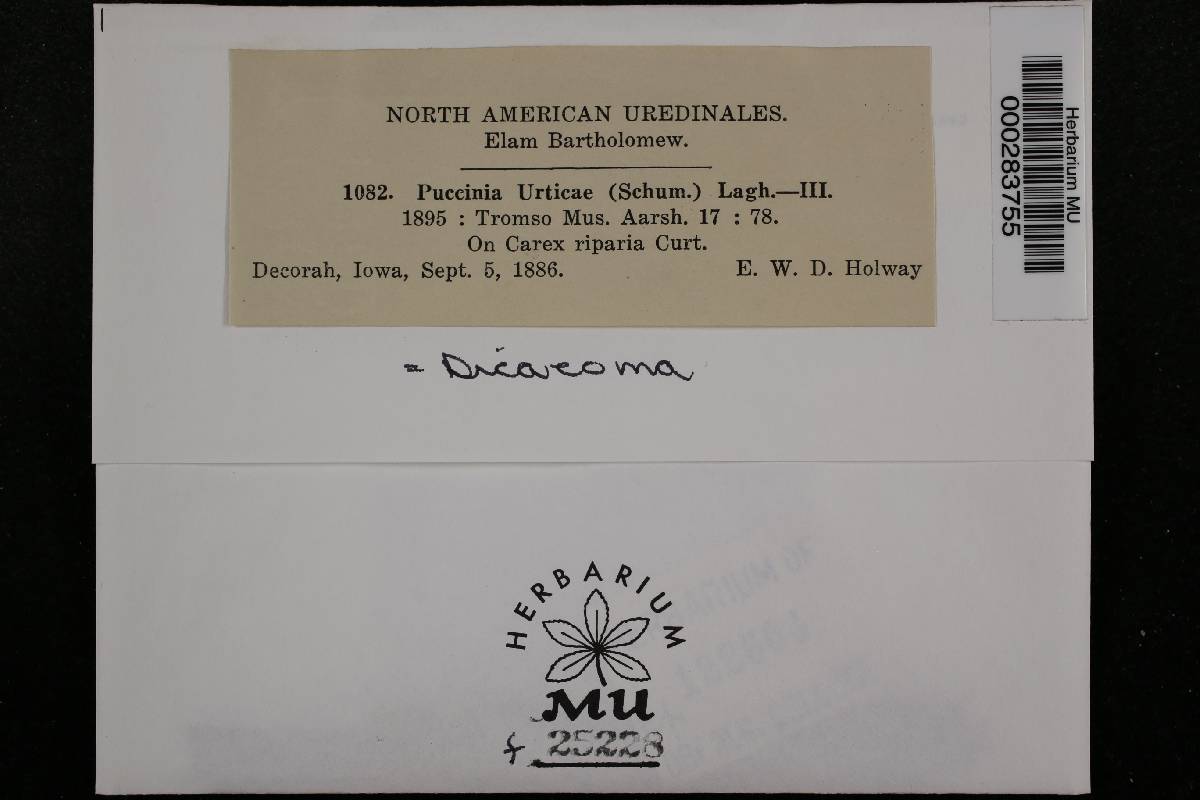 NORTH AMERICAN UREDINALES.
Elam Bartholomew.
1082. Puccinia Urticae (Schum.) Lagh.—III.
1895 : Tromso Mus. Aarsh. 17 : 78.
On Carex riparia Curt.
Decorah, Iowa, Sept. 5, 1886. E. W. D. Holway
Herbarium MU
000283755
= Dicaeoma
HERBARIUM
MU
f 25228